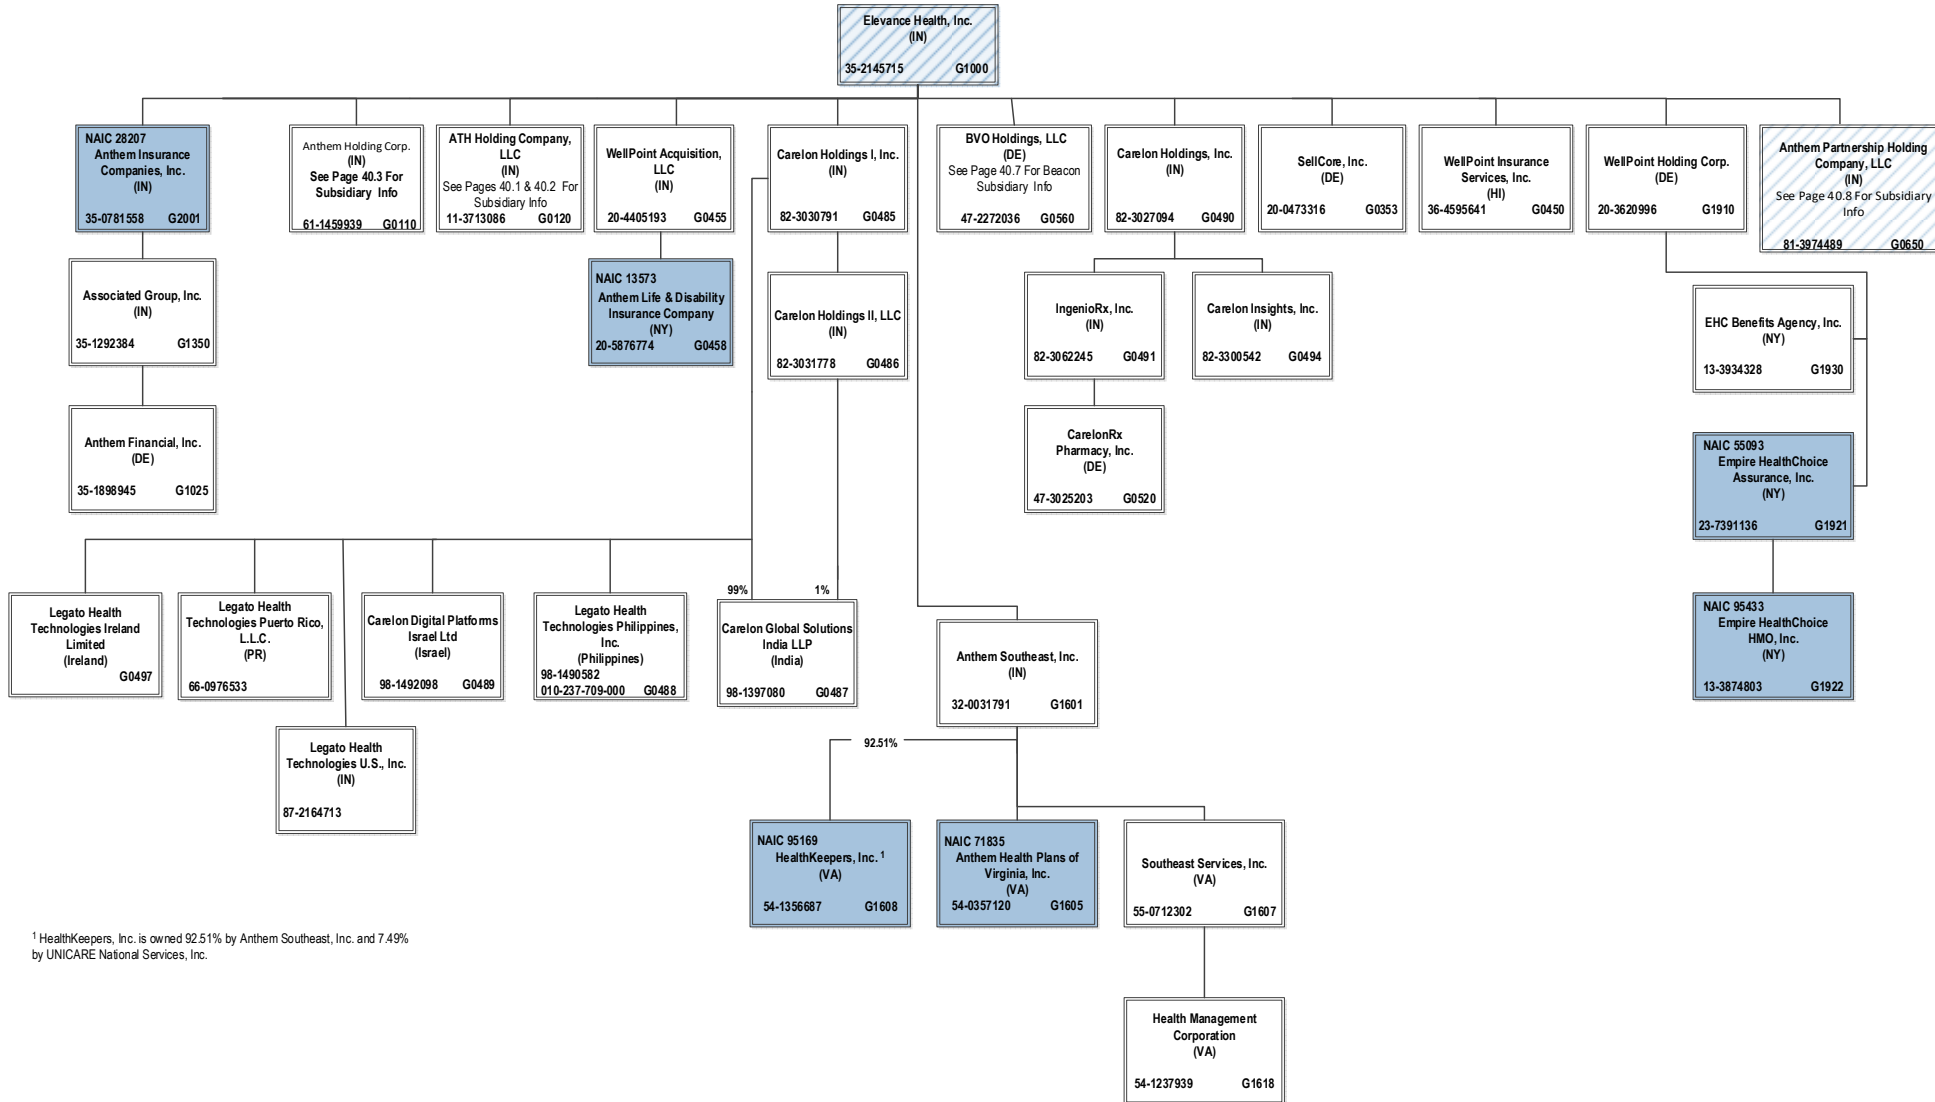 Elevance Health, Inc.
(IN)
35-2145715 G1000
NAIC 28207
Anthem Insurance
Companies, Inc.
(IN)
35-0781558 G2001
Anthem Holding Corp.
(IN)
See Page 40.3 For
Subsidiary Info
61-1459939 G0110
ATH Holding Company,
LLC
(IN)
See Pages 40.1 & 40.2 For
Subsidiary Info
11-3713086 G0120
WellPoint Acquisition,
LLC
(IN)
20-4405193 G0455
Carelon Holdings I, Inc.
(IN)
82-3030791 G0485
BVO Holdings, LLC
(DE)
See Page 40.7 For Beacon
Subsidiary Info
47-2272036 G0560
Carelon Holdings, Inc.
(IN)
82-3027094 G0490
SellCore, Inc.
(DE)
20-0473316 G0353
WellPoint Insurance
Services, Inc.
(HI)
36-4595641 G0450
WellPoint Holding Corp.
(DE)
20-3620996 G1910
Anthem Partnership Holding
Company, LLC
(IN)
See Page 40.8 For Subsidiary
Info
81-3974489 G0650
Associated Group, Inc.
(IN)
35-1292384 G1350
NAIC 13573
Anthem Life & Disability
Insurance Company
(NY)
20-5876774 G0458
Carelon Holdings II, LLC
(IN)
82-3031778 G0486
IngenioRx, Inc.
(IN)
82-3062245 G0491
Carelon Insights, Inc.
(IN)
82-3300542 G0494
EHC Benefits Agency, Inc.
(NY)
13-3934328 G1930
Anthem Financial, Inc.
(DE)
35-1898945 G1025
CarelonRx
Pharmacy, Inc.
(DE)
47-3025203 G0520
NAIC 55093
Empire HealthChoice
Assurance, Inc.
(NY)
23-7391136 G1921
99% 1%
Legato Health
Technologies Ireland
Limited
(Ireland)
G0497
Legato Health
Technologies Puerto Rico,
L.L.C.
(PR)
66-0976533
Carelon Digital Platforms
Israel Ltd
(Israel)
98-1492098 G0489
Legato Health
Technologies Philippines,
Inc.
(Philippines)
98-1490582
010-237-709-000 G0488
Carelon Global Solutions
India LLP
(India)
98-1397080 G0487
Anthem Southeast, Inc.
(IN)
32-0031791 G1601
NAIC 95433
Empire HealthChoice
HMO, Inc.
(NY)
13-3874803 G1922
Legato Health
Technologies U.S., Inc.
(IN)
87-2164713
92.51%
NAIC 95169
HealthKeepers, Inc. 1
(VA)
54-1356687 G1608
NAIC 71835
Anthem Health Plans of
Virginia, Inc.
(VA)
54-0357120 G1605
Southeast Services, Inc.
(VA)
55-0712302 G1607
1 HealthKeepers, Inc. is owned 92.51% by Anthem Southeast, Inc. and 7.49%
by UNICARE National Services, Inc.
Health Management
Corporation
(VA)
54-1237939 G1618